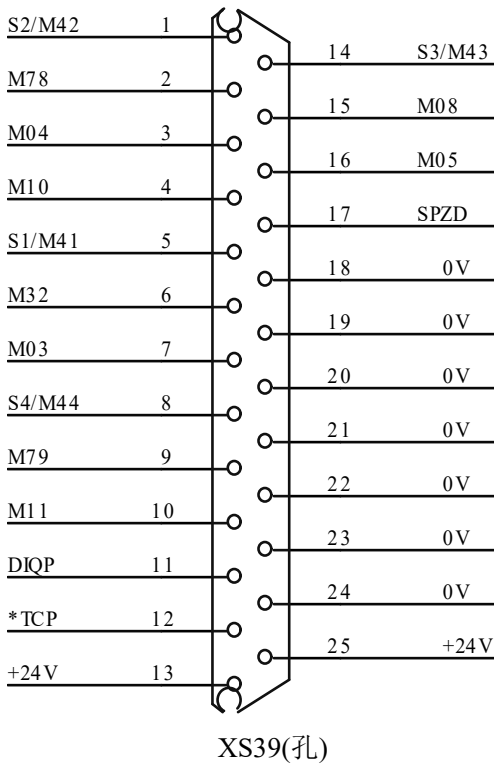 S2/M42 1
14 S3/M43
M78 2
15 M08
M04 3
16 M05
M10 4
17 SPZD
S1/M41 5
18 0V
M32 6
19 0V
M03 7
20 0V
S4/M44 8
21 0V
M79 9
22 0V
M11 10
23 0V
DIQP 11
24 0V
*TCP 12
25 +24V
+24V 13
XS39(孔)